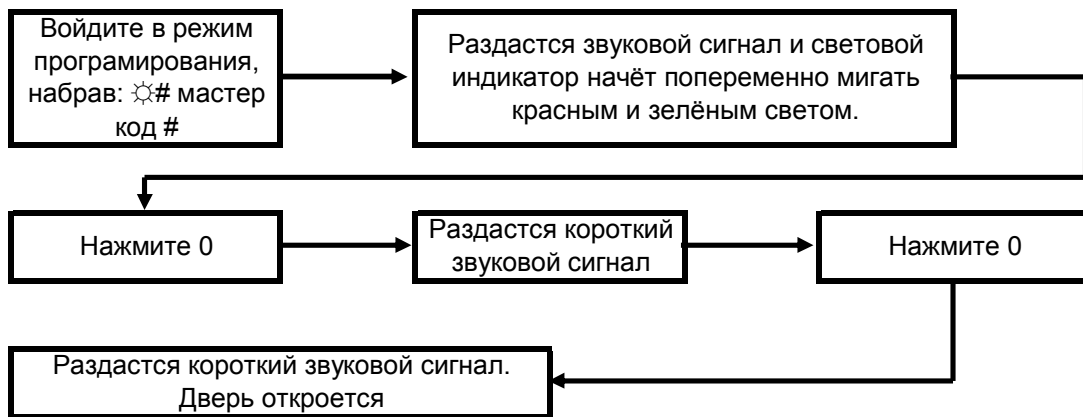 Войдите в режим
програмирования,
набрав: ☼# мастер
код #
Раздастся звуковой сигнал и световой
индикатор начёт попеременно мигать
красным и зелёным светом.
Нажмите 0
Раздастся короткий
звуковой сигнал
Нажмите 0
Раздастся короткий звуковой сигнал.
Дверь откроется